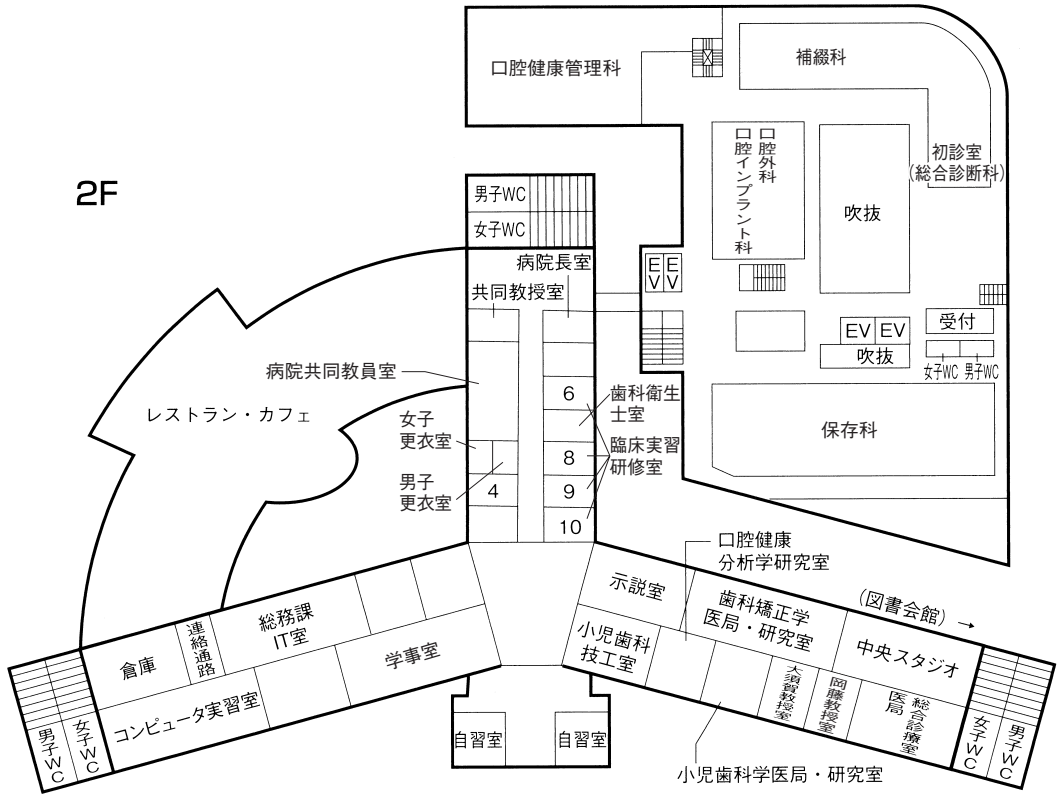 2F
口腔健康管理科
補綴科
口腔外科
口腔インプラント科
初診室
(総合診断科)
吹抜
男子WC
女子WC
病院長室
共同教授室
EV
EV
受付
EV
EV
吹抜
女子WC
男子WC
病院共同教員室
レストラン・カフェ
6
歯科衛生
士室
女子
更衣室
臨床実習
研修室
8
保存科
男子
更衣室
4
9
10
口腔健康
分析学研究室
示説室
歯科矯正学
医局・研究室
(図書会館)→
総務課
IT室
連絡通路
倉庫
学事室
小児歯科
技工室
中央スタジオ
コンピュータ実習室
大須賀教授室
岡藤教授室
総合診療室
医局
男子WC
女子WC
自習室
自習室
女子WC
男子WC
小児歯科学医局・研究室